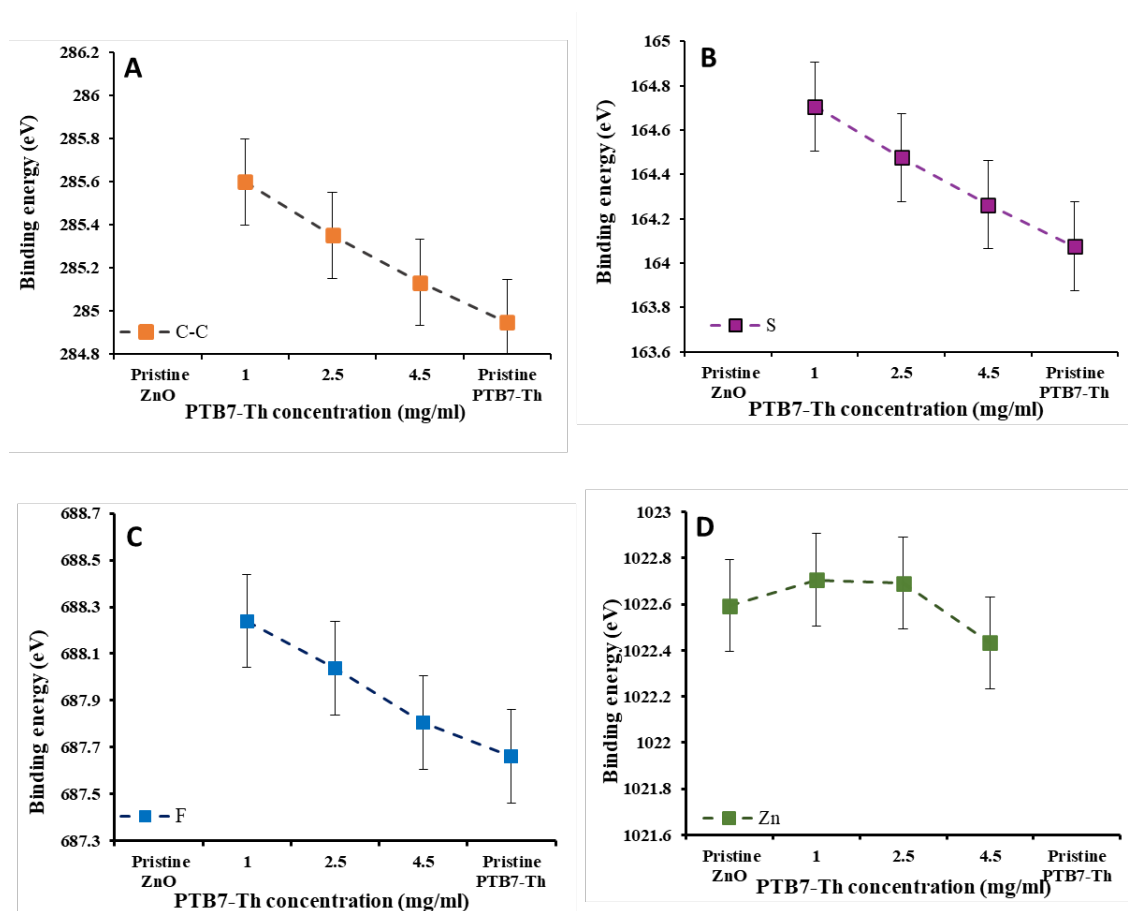 A
Binding energy (eV)
286.2
286
285.8
285.6
285.4
285.2
285
284.8
C-C
Pristine ZnO
1
2.5
4.5
Pristine PTB7-Th
PTB7-Th concentration (mg/ml)
B
Binding energy (eV)
165
164.8
164.6
164.4
164.2
164
163.8
163.6
S
Pristine ZnO
1
2.5
4.5
Pristine PTB7-Th
PTB7-Th concentration (mg/ml)
C
Binding energy (eV)
688.7
688.5
688.3
688.1
687.9
687.7
687.5
687.3
F
Pristine ZnO
1
2.5
4.5
Pristine PTB7-Th
PTB7-Th concentration (mg/ml)
D
Binding energy (eV)
1023
1022.8
1022.6
1022.4
1022.2
1022
1021.8
1021.6
Zn
Pristine ZnO
1
2.5
4.5
Pristine PTB7-Th
PTB7-Th concentration (mg/ml)